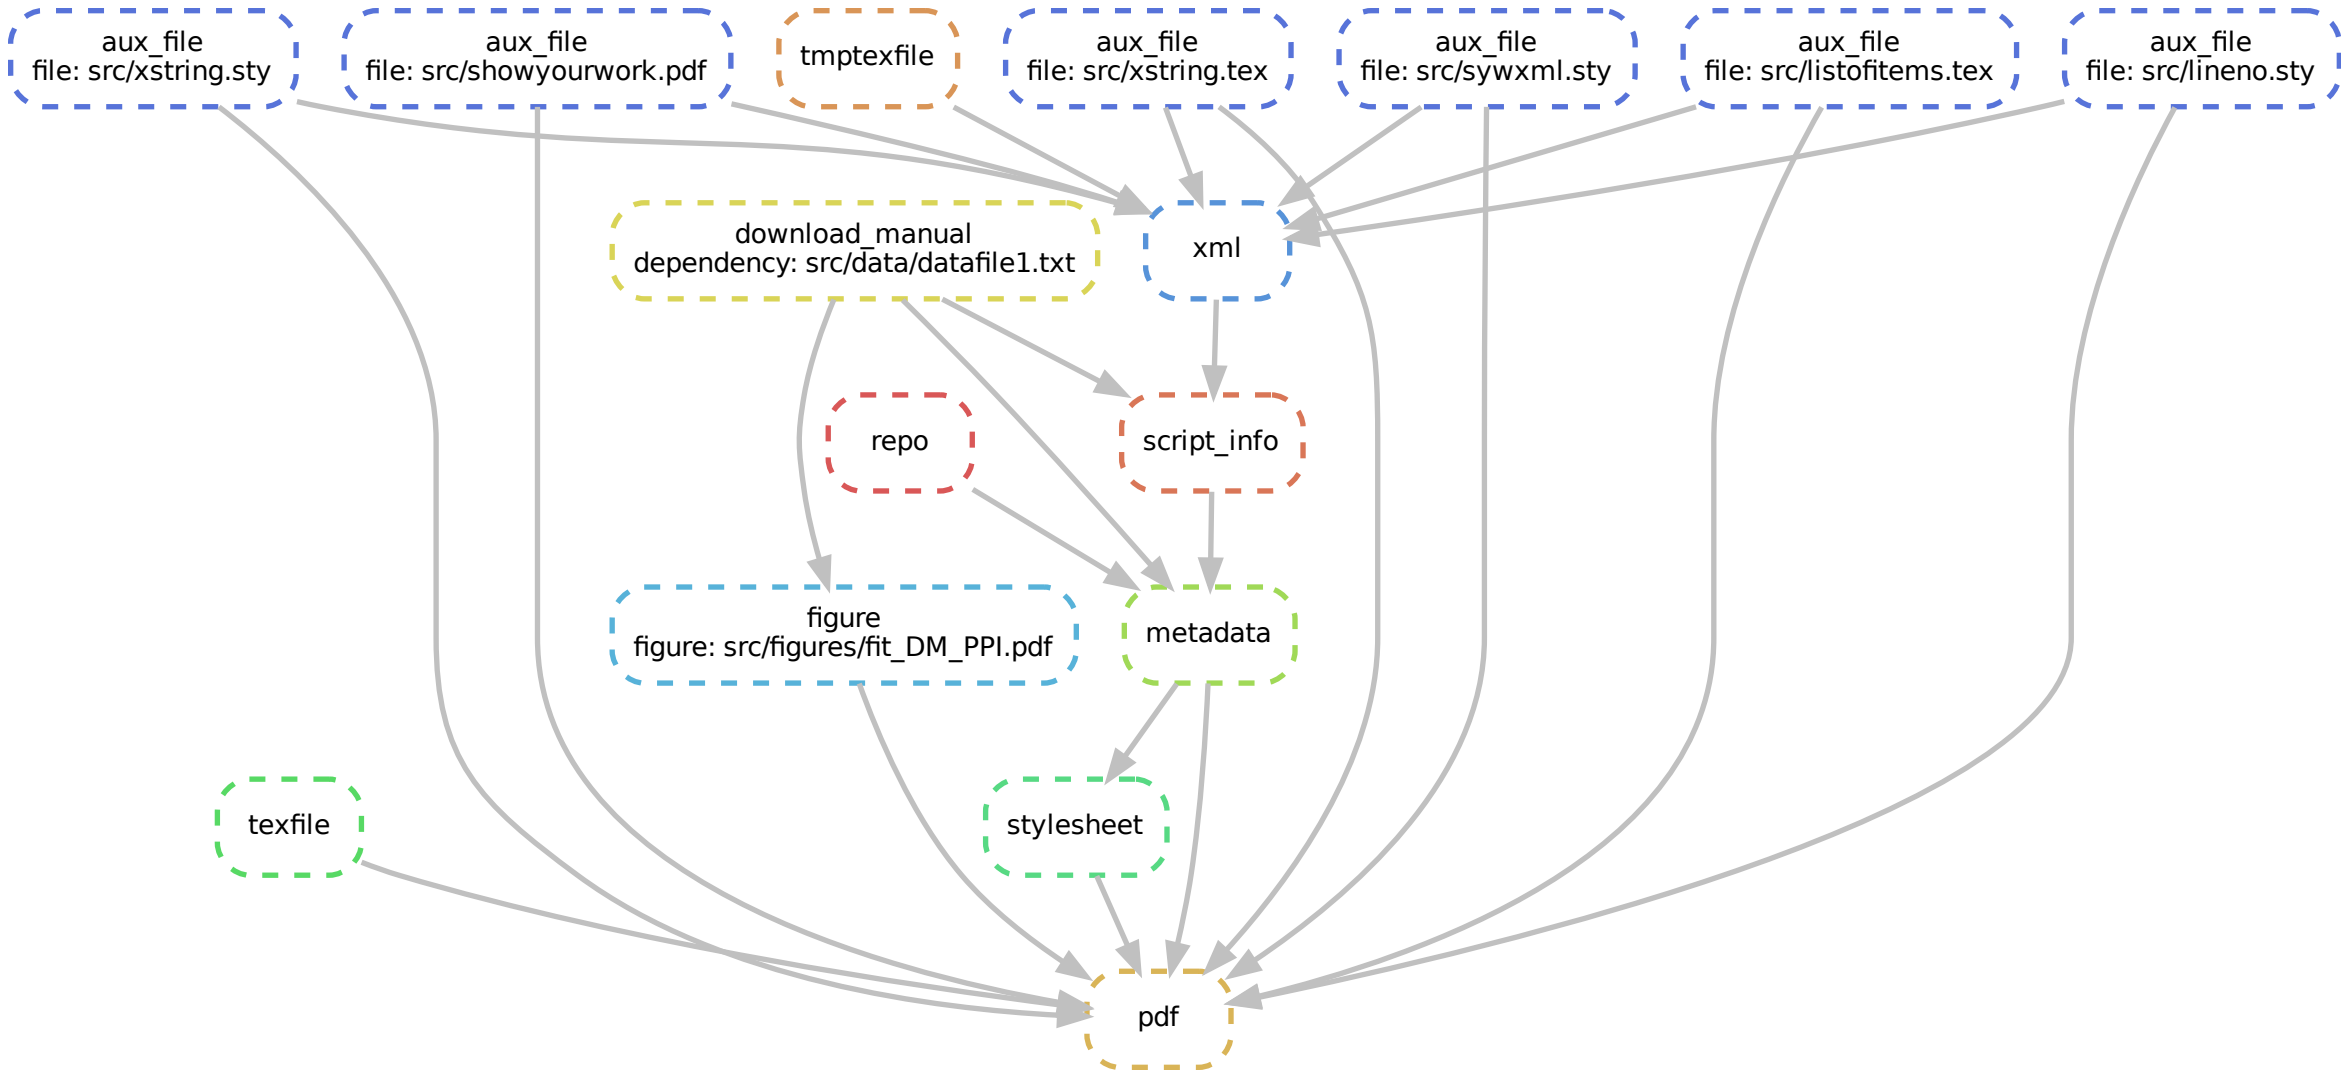 aux_file
file: src/xstring.sty
aux_file
file: src/showyourwork.pdf
tmptexfile
aux_file
file: src/xstring.tex
aux_file
file: src/sywxml.sty
aux_file
file: src/listofitems.tex
aux_file
file: src/lineno.sty
download_manual
dependency: src/data/datafile1.txt
xml
repo
script_info
figure
figure: src/figures/fit_DM_PPI.pdf
metadata
texfile
stylesheet
pdf